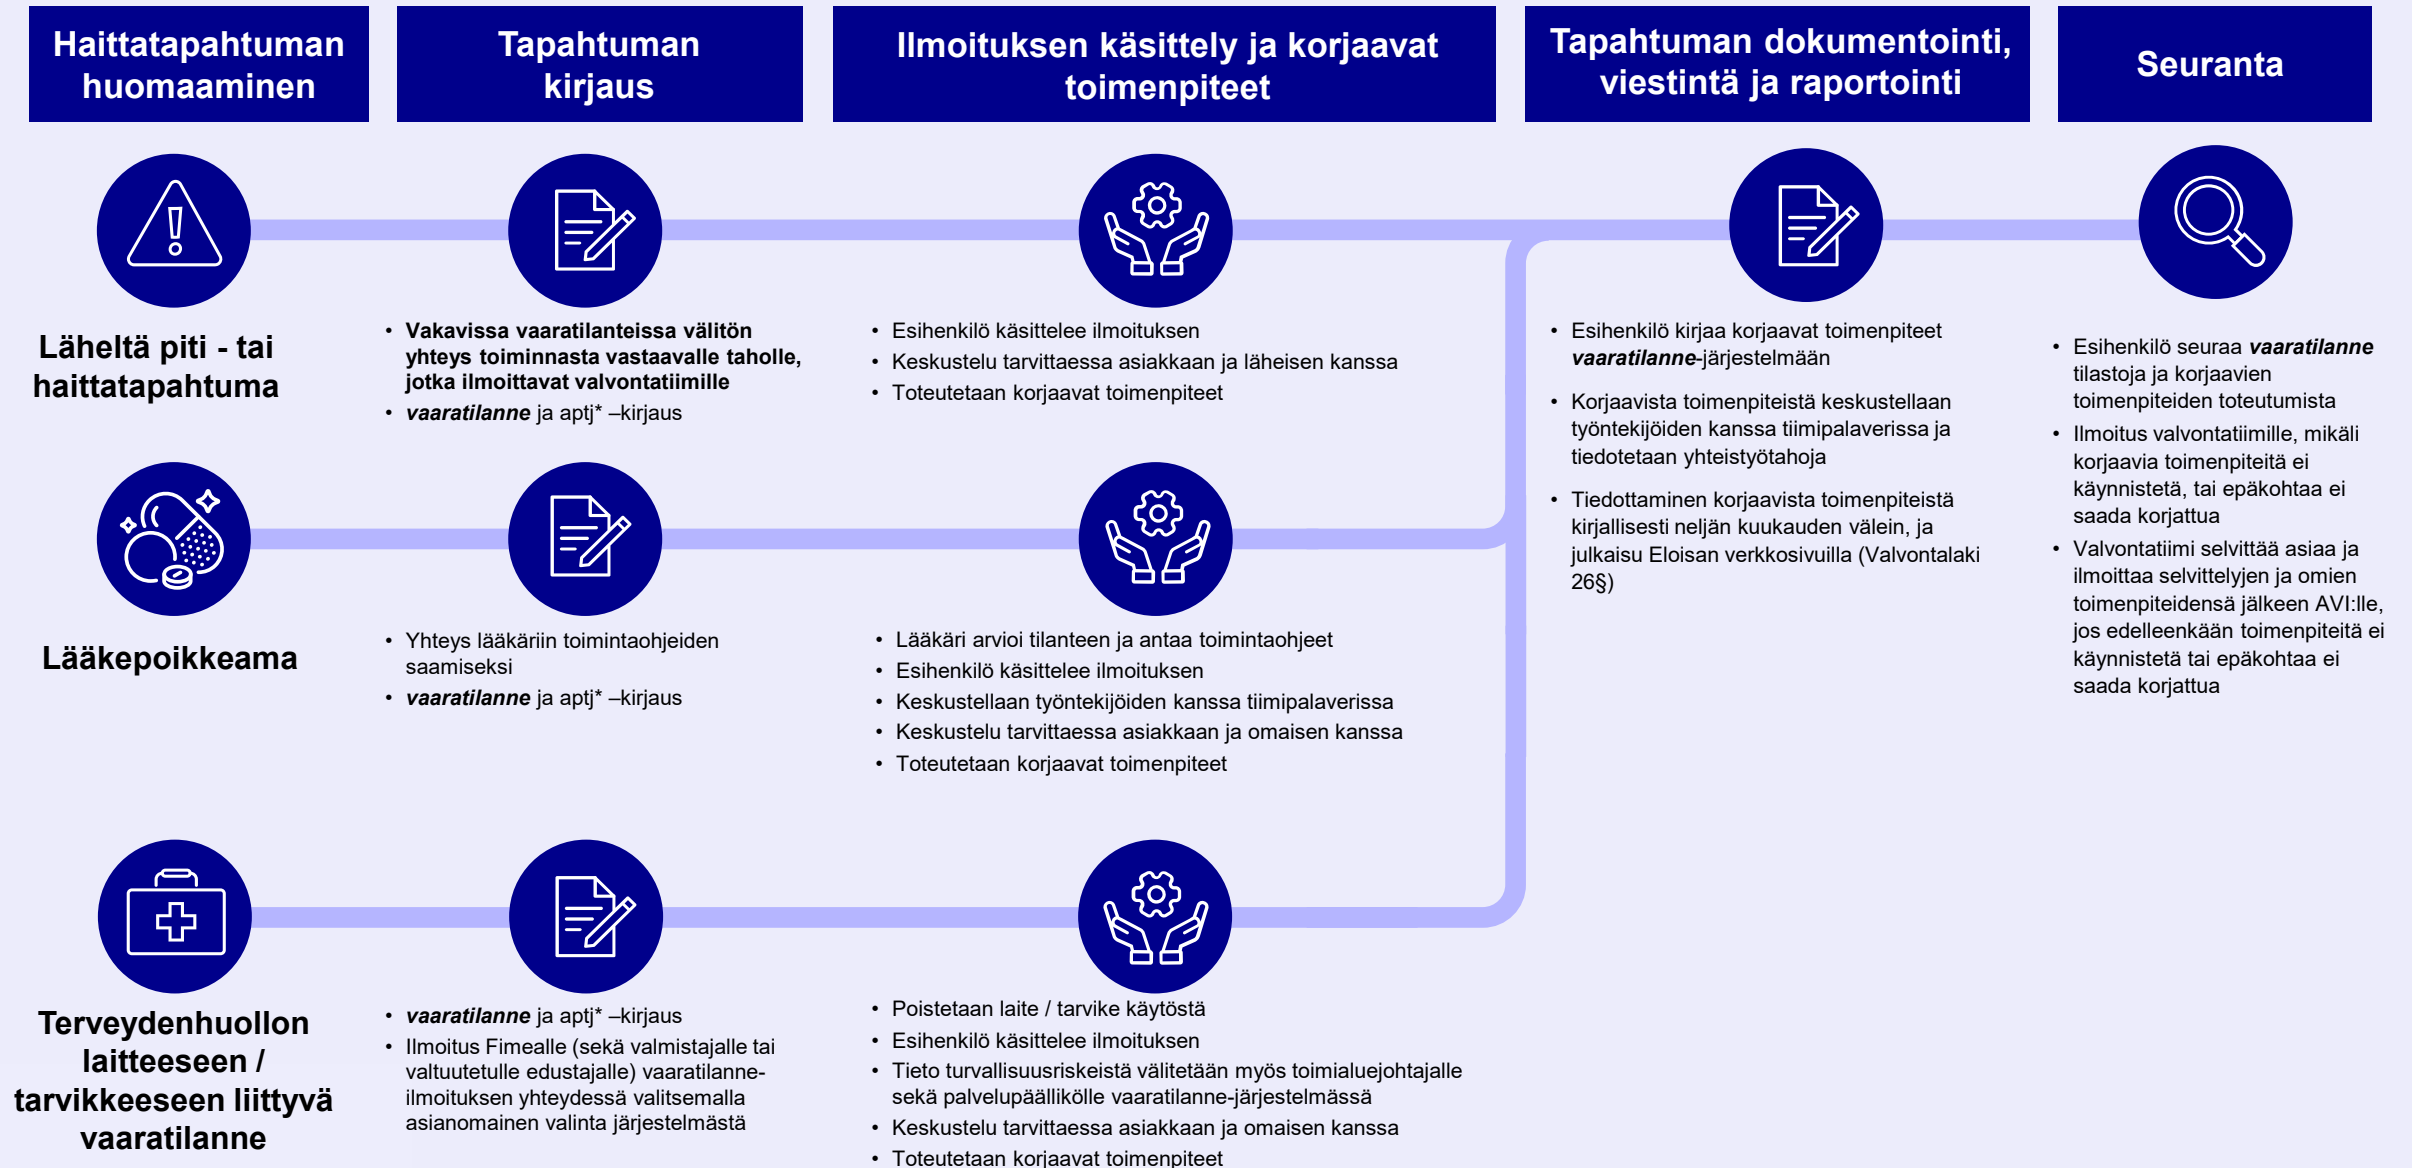 Haittatapahtuman
huomaaminen
Tapahtuman
kirjaus
Ilmoituksen käsittely ja korjaavat
toimenpiteet
Tapahtuman dokumentointi,
viestintä ja raportointi
Seuranta
Läheltä piti - tai
haittatapahtuma
• Vakavissa vaaratilanteissa välitön
yhteys toiminnasta vastaavalle taholle,
jotka ilmoittavat valvontatiimille
• vaaratilanne ja aptj* –kirjaus
• Esihenkilö käsittelee ilmoituksen
• Keskustelu tarvittaessa asiakkaan ja läheisen kanssa
• Toteutetaan korjaavat toimenpiteet
• Esihenkilö kirjaa korjaavat toimenpiteet
vaaratilanne-järjestelmään
• Korjaavista toimenpiteistä keskustellaan
työntekijöiden kanssa tiimipalaverissa ja
tiedotetaan yhteistyötahoja
• Tiedottaminen korjaavista toimenpiteistä
kirjallisesti neljän kuukauden välein, ja
julkaisu Eloisan verkkosivuilla (Valvontalaki
26§)
• Esihenkilö seuraa vaaratilanne
tilastoja ja korjaavien
toimenpiteiden toteutumista
• Ilmoitus valvontatiimille, mikäli
korjaavia toimenpiteitä ei
käynnistetä, tai epäkohtaa ei
saada korjattua
• Valvontatiimi selvittää asiaa ja
ilmoittaa selvittelyjen ja omien
toimenpiteidensä jälkeen AVI:lle,
jos edelleenkään toimenpiteitä ei
käynnistetä tai epäkohtaa ei
saada korjattua
Lääkepoikkeama
• Yhteys lääkäriin toimintaohjeiden
saamiseksi
• vaaratilanne ja aptj* –kirjaus
• Lääkäri arvioi tilanteen ja antaa toimintaohjeet
• Esihenkilö käsittelee ilmoituksen
• Keskustellaan työntekijöiden kanssa tiimipalaverissa
• Keskustelu tarvittaessa asiakkaan ja omaisen kanssa
• Toteutetaan korjaavat toimenpiteet
Terveydenhuollon
laitteeseen /
tarvikkeeseen liittyvä
vaaratilanne
• vaaratilanne ja aptj* –kirjaus
• Ilmoitus Fimealle (sekä valmistajalle tai
valtuutetulle edustajalle) vaaratilanne-
ilmoituksen yhteydessä valitsemalla
asianomainen valinta järjestelmästä
• Poistetaan laite / tarvike käytöstä
• Esihenkilö käsittelee ilmoituksen
• Tieto turvallisuusriskeistä välitetään myös toimialuejohtajalle
sekä palvelupäällikölle vaaratilanne-järjestelmässä
• Keskustelu tarvittaessa asiakkaan ja omaisen kanssa
• Toteutetaan korjaavat toimenpiteet